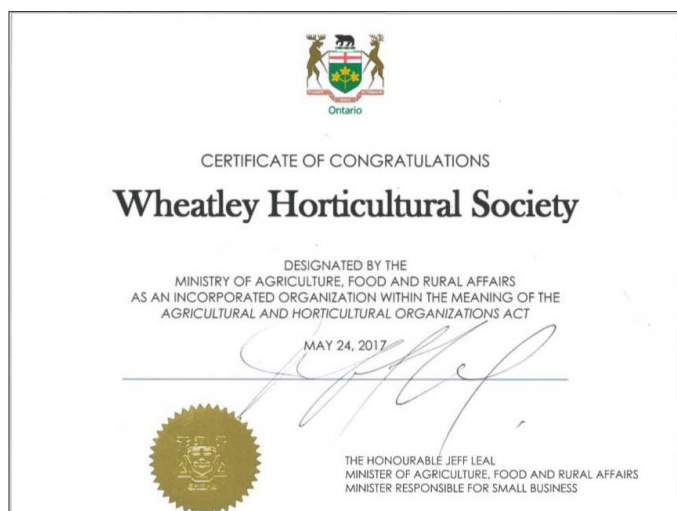 Ontario
CERTIFICATE OF CONGRATULATIONS
Wheatley Horticultural Society
DESIGNATED BY THE
MINISTRY OF AGRICULTURE, FOOD AND RURAL AFFAIRS
AS AN INCORPORATED ORGANIZATION WITHIN THE MEANING OF THE
AGRICULTURAL AND HORTICULTURAL ORGANIZATIONS ACT
MAY 24, 2017
THE HONOURABLE JEFF LEAL
MINISTER OF AGRICULTURE, FOOD AND RURAL AFFAIRS
MINISTER RESPONSIBLE FOR SMALL BUSINESS